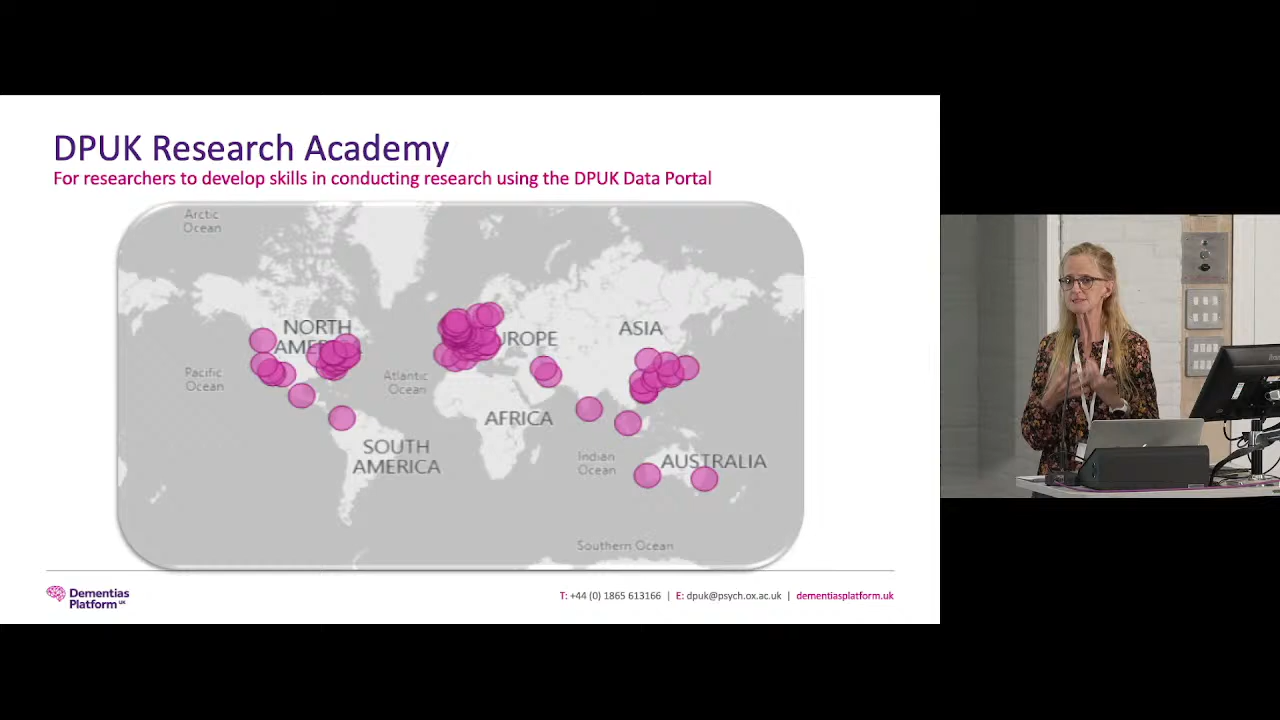 DPUK Research Academy
For researchers to develop skills in conducting research using the DPUK Data Portal
Arctic
Ocean
NORTH
AME
UROPE
ASIA
Pacific
Ocean
Atlantic
Ocean
AFRICA
SOUTH
AMERICA
Indian
Ocean
AUSTRALIA
Southern Ocean
Dementias
Platform UK
T: +44 (0) 1865 613166 | E: dpuk@psych.ox.ac.uk | dementiasplatform.uk